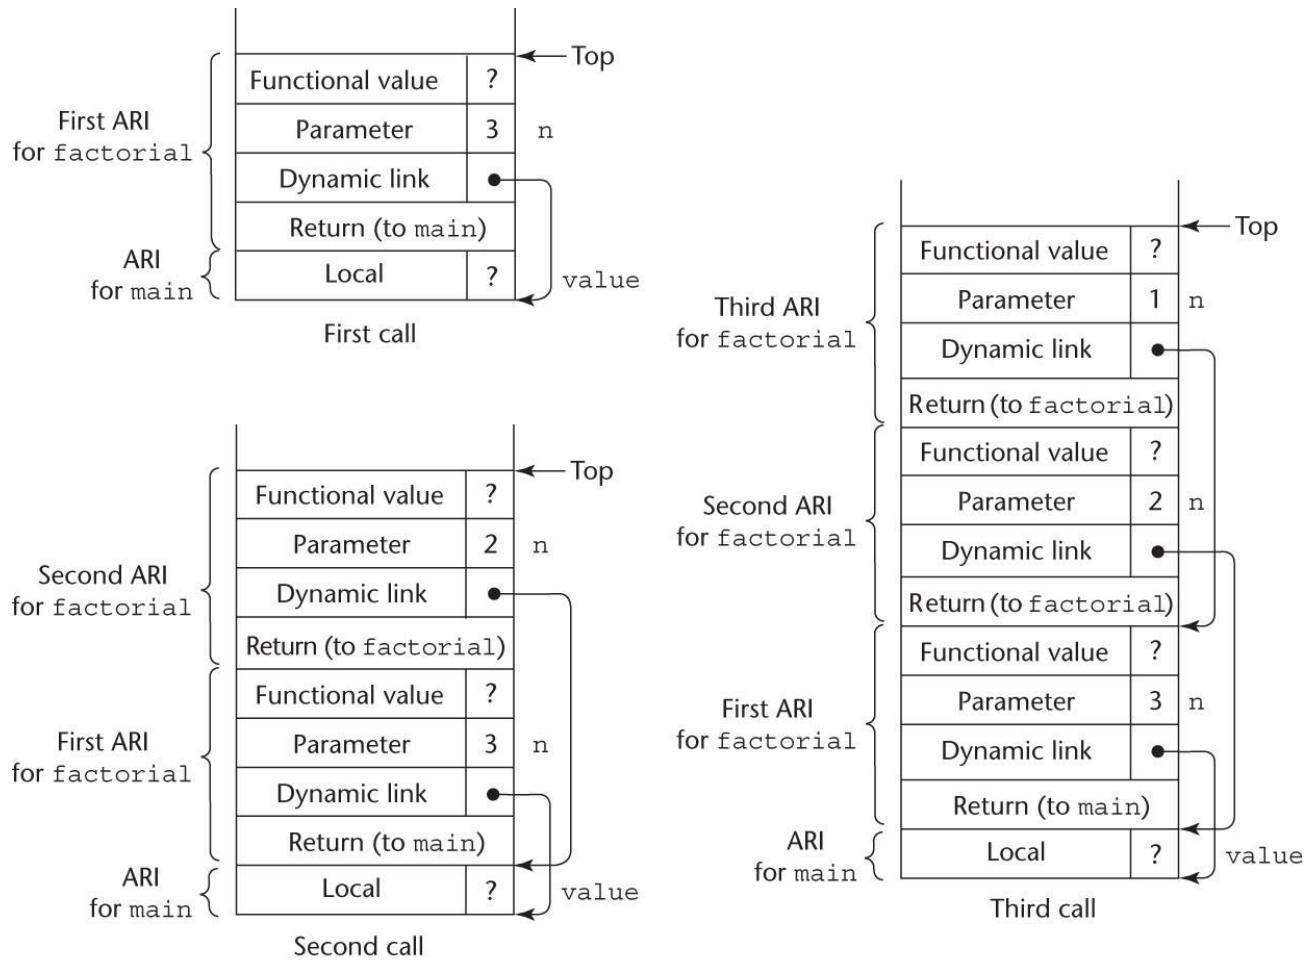 Top
Functional value ?
First ARI
for factorial
Parameter 3 n
Dynamic link
Return (to main)
ARI
for main
Local ? value
First call
Top
Functional value ?
Parameter 2 n
Second ARI
for factorial
Dynamic link
Return (to factorial)
Functional value ?
First ARI
for factorial
Parameter 3 n
Dynamic link
Return (to main)
ARI
for main
Local ? value
Second call
Top
Functional value ?
Third ARI
for factorial
Parameter 1 n
Dynamic link
Return (to factorial)
Functional value ?
Second ARI
for factorial
Parameter 2 n
Dynamic link
Return (to factorial)
Functional value ?
First ARI
for factorial
Parameter 3 n
Dynamic link
Return (to main)
ARI
for main
Local ? value
Third call